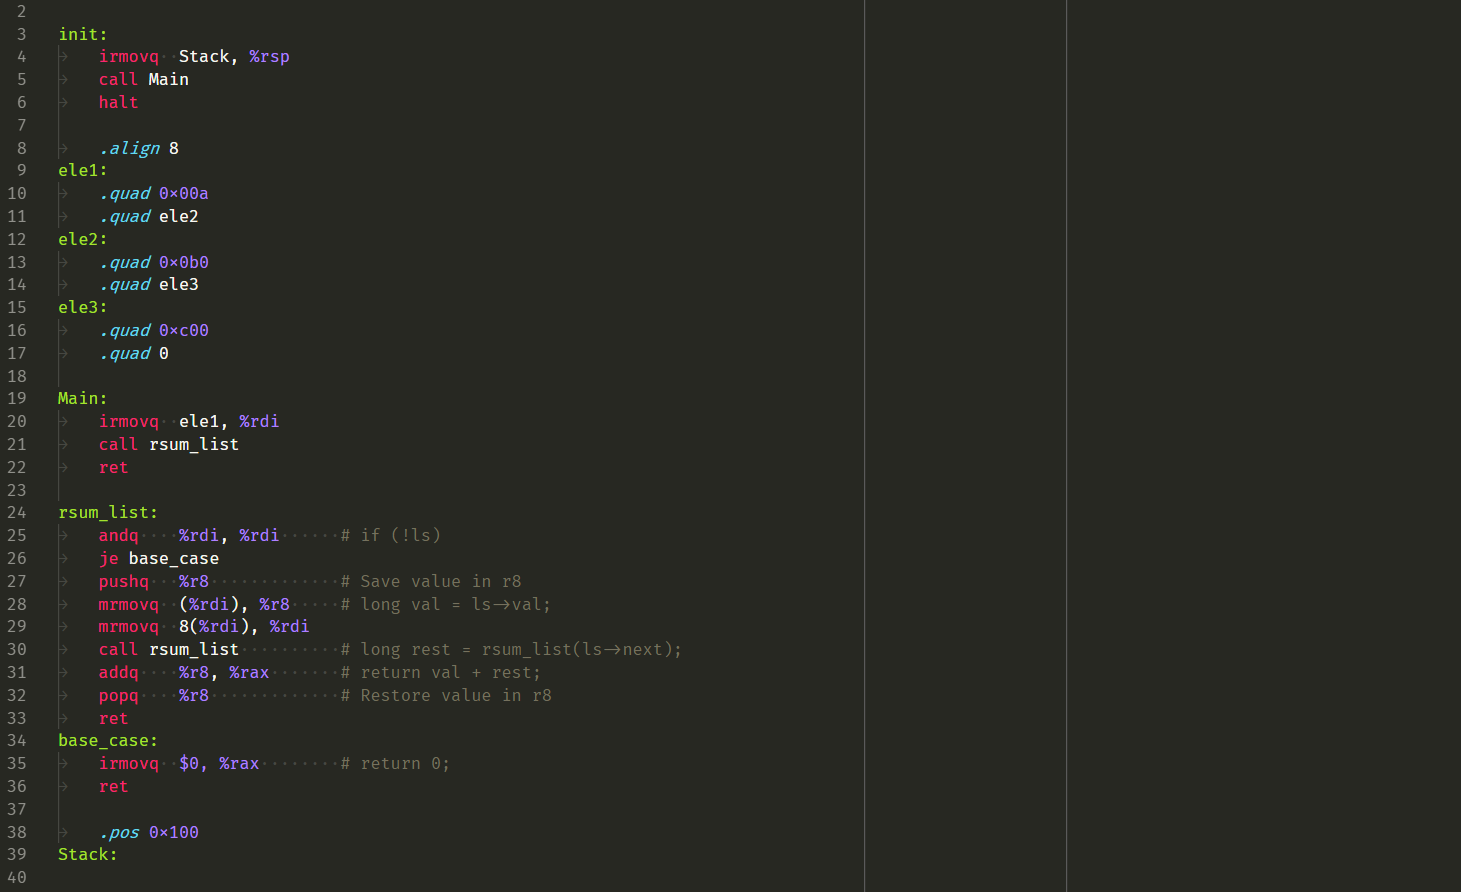 2
3 init:
4 irmovq Stack, %rsp
5 call Main
6 halt
7
8 .align 8
9 ele1:
10 .quad 0x00a
11 .quad ele2
12 ele2:
13 .quad 0x0b0
14 .quad ele3
15 ele3:
16 .quad 0xc00
17 .quad 0
18
19 Main:
20 irmovq ele1, %rdi
21 call rsum_list
22 ret
23
24 rsum_list:
25 andq %rdi, %rdi # if (!ls)
26 je base_case
27 pushq %r8 # Save value in r8
28 mrmovq (%rdi), %r8 # long val = ls->val;
29 mrmovq 8(%rdi), %rdi
30 call rsum_list # long rest = rsum_list(ls->next);
31 addq %r8, %rax # return val + rest;
32 popq %r8 # Restore value in r8
33 ret
34 base_case:
35 irmovq $0, %rax # return 0;
36 ret
37
38 .pos 0x100
39 Stack:
40